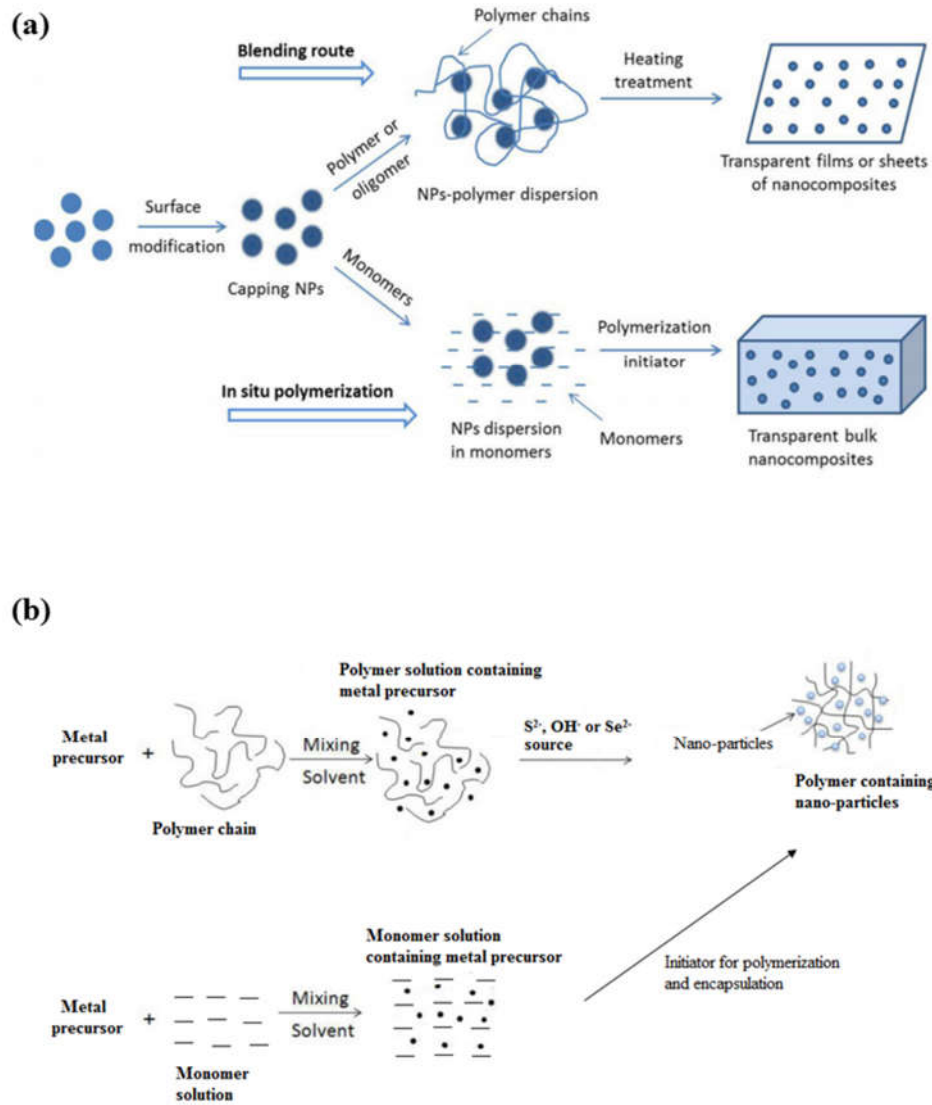 (a)
Polymer chains
Blending route
Heating
treatment
Polymer or
oligomer
NPs-polymer dispersion
Transparent films or sheets
of nanocomposites
Surface
modification
Capping NPs
Monomers
In situ polymerization
NPs dispersion
in monomers
Monomers
Polymerization
initiator
Transparent bulk
nanocomposites
(b)
Polymer solution containing
metal precursor
Metal
precursor
+
Mixing
Solvent
Polymer chain
S²⁻, OH⁻ or Se²⁻
source
Nano-particles
Polymer containing
nano-particles
Monomer solution
containing metal precursor
Metal
precursor
+
Mixing
Solvent
Monomer
solution
Initiator for polymerization
and encapsulation